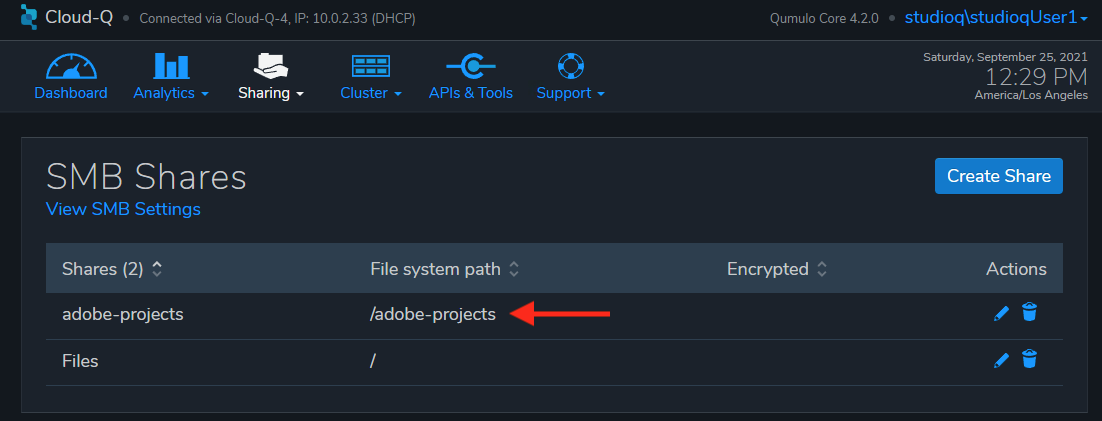 Cloud-Q • Connected via Cloud-Q-4, IP: 10.0.2.33 (DHCP) Qumulo Core 4.2.0 • studioq\studioqUser1
Saturday, September 25, 2021
12:29 PM
America/Los Angeles
Dashboard Analytics Sharing Cluster APIs & Tools Support
SMB Shares
Create Share
View SMB Settings
Shares (2) File system path Encrypted Actions
adobe-projects /adobe-projects
Files /